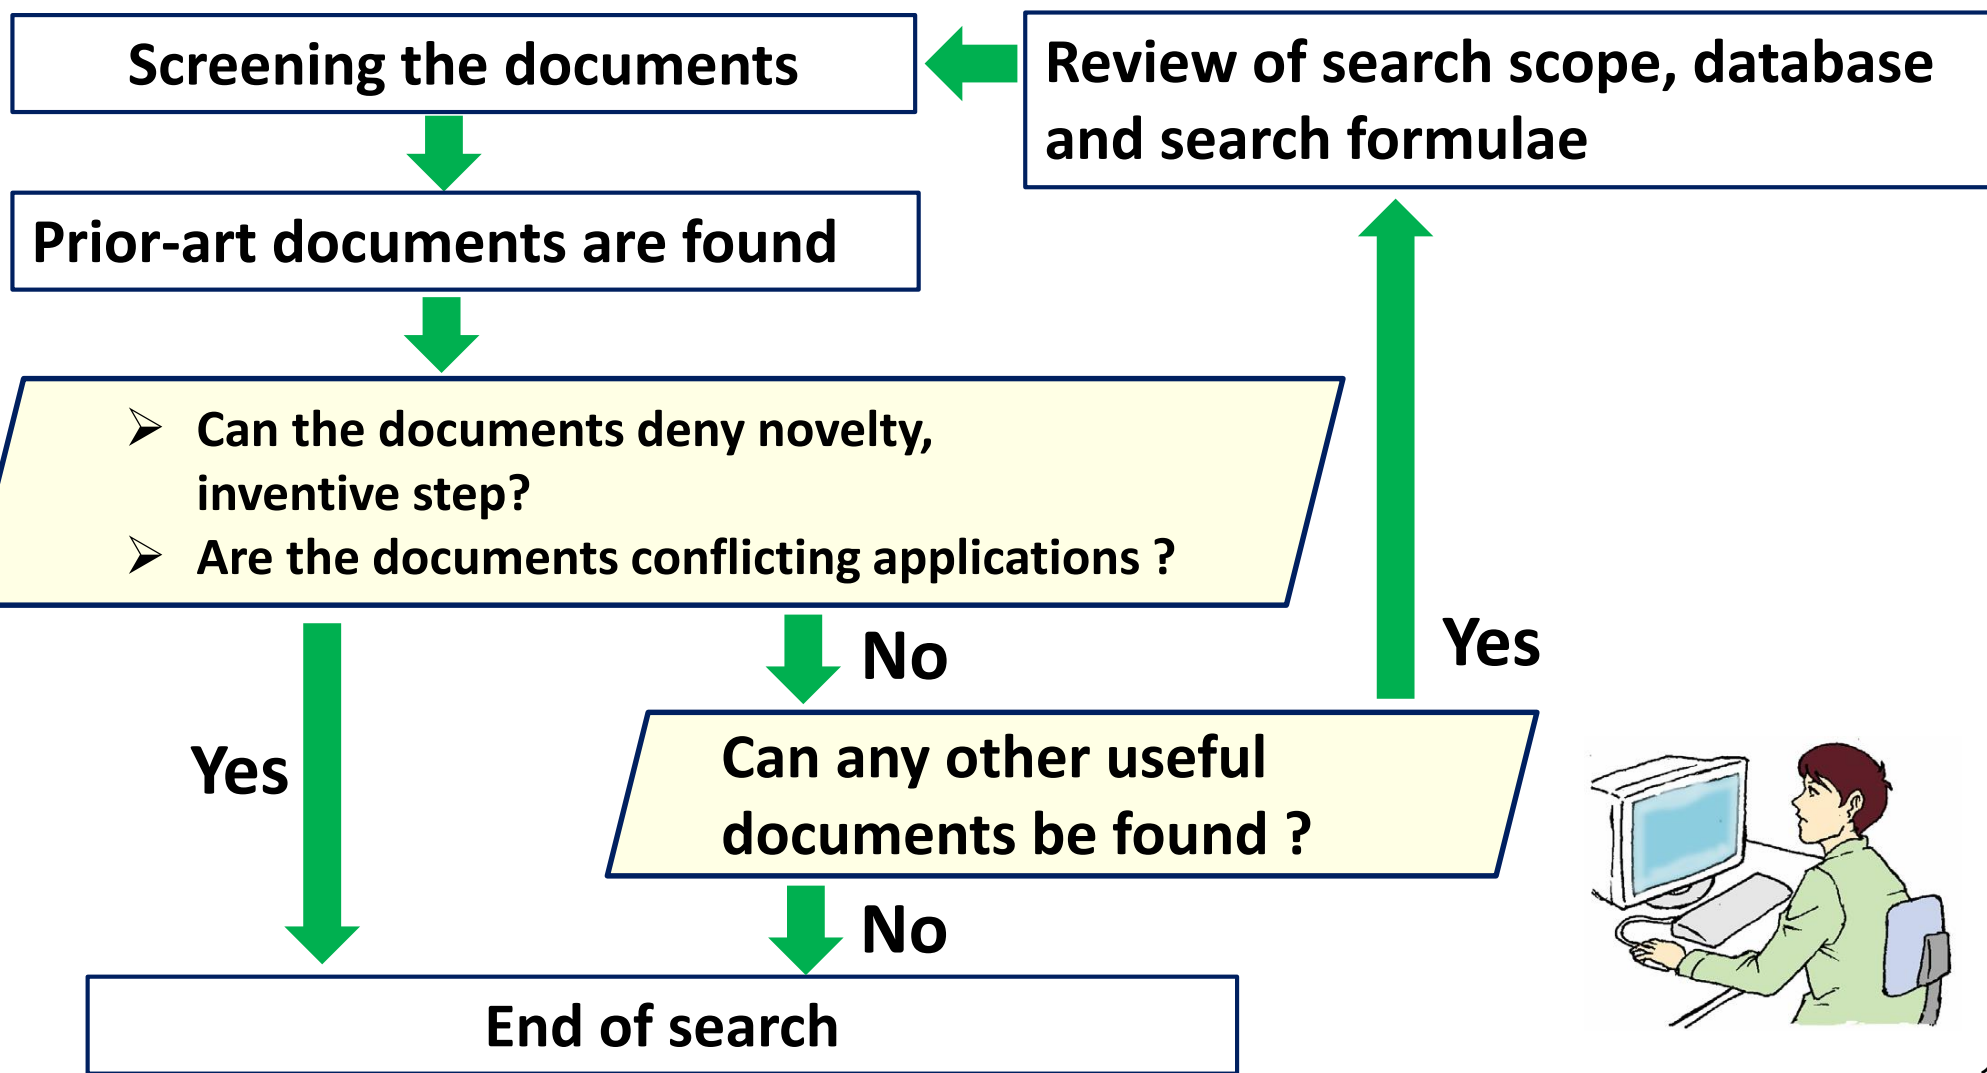 Screening the documents
Review of search scope, database
and search formulae
Prior-art documents are found
➢ Can the documents deny novelty,
inventive step?
➢ Are the documents conflicting applications ?
No
Yes
Yes
Can any other useful
documents be found ?
No
End of search